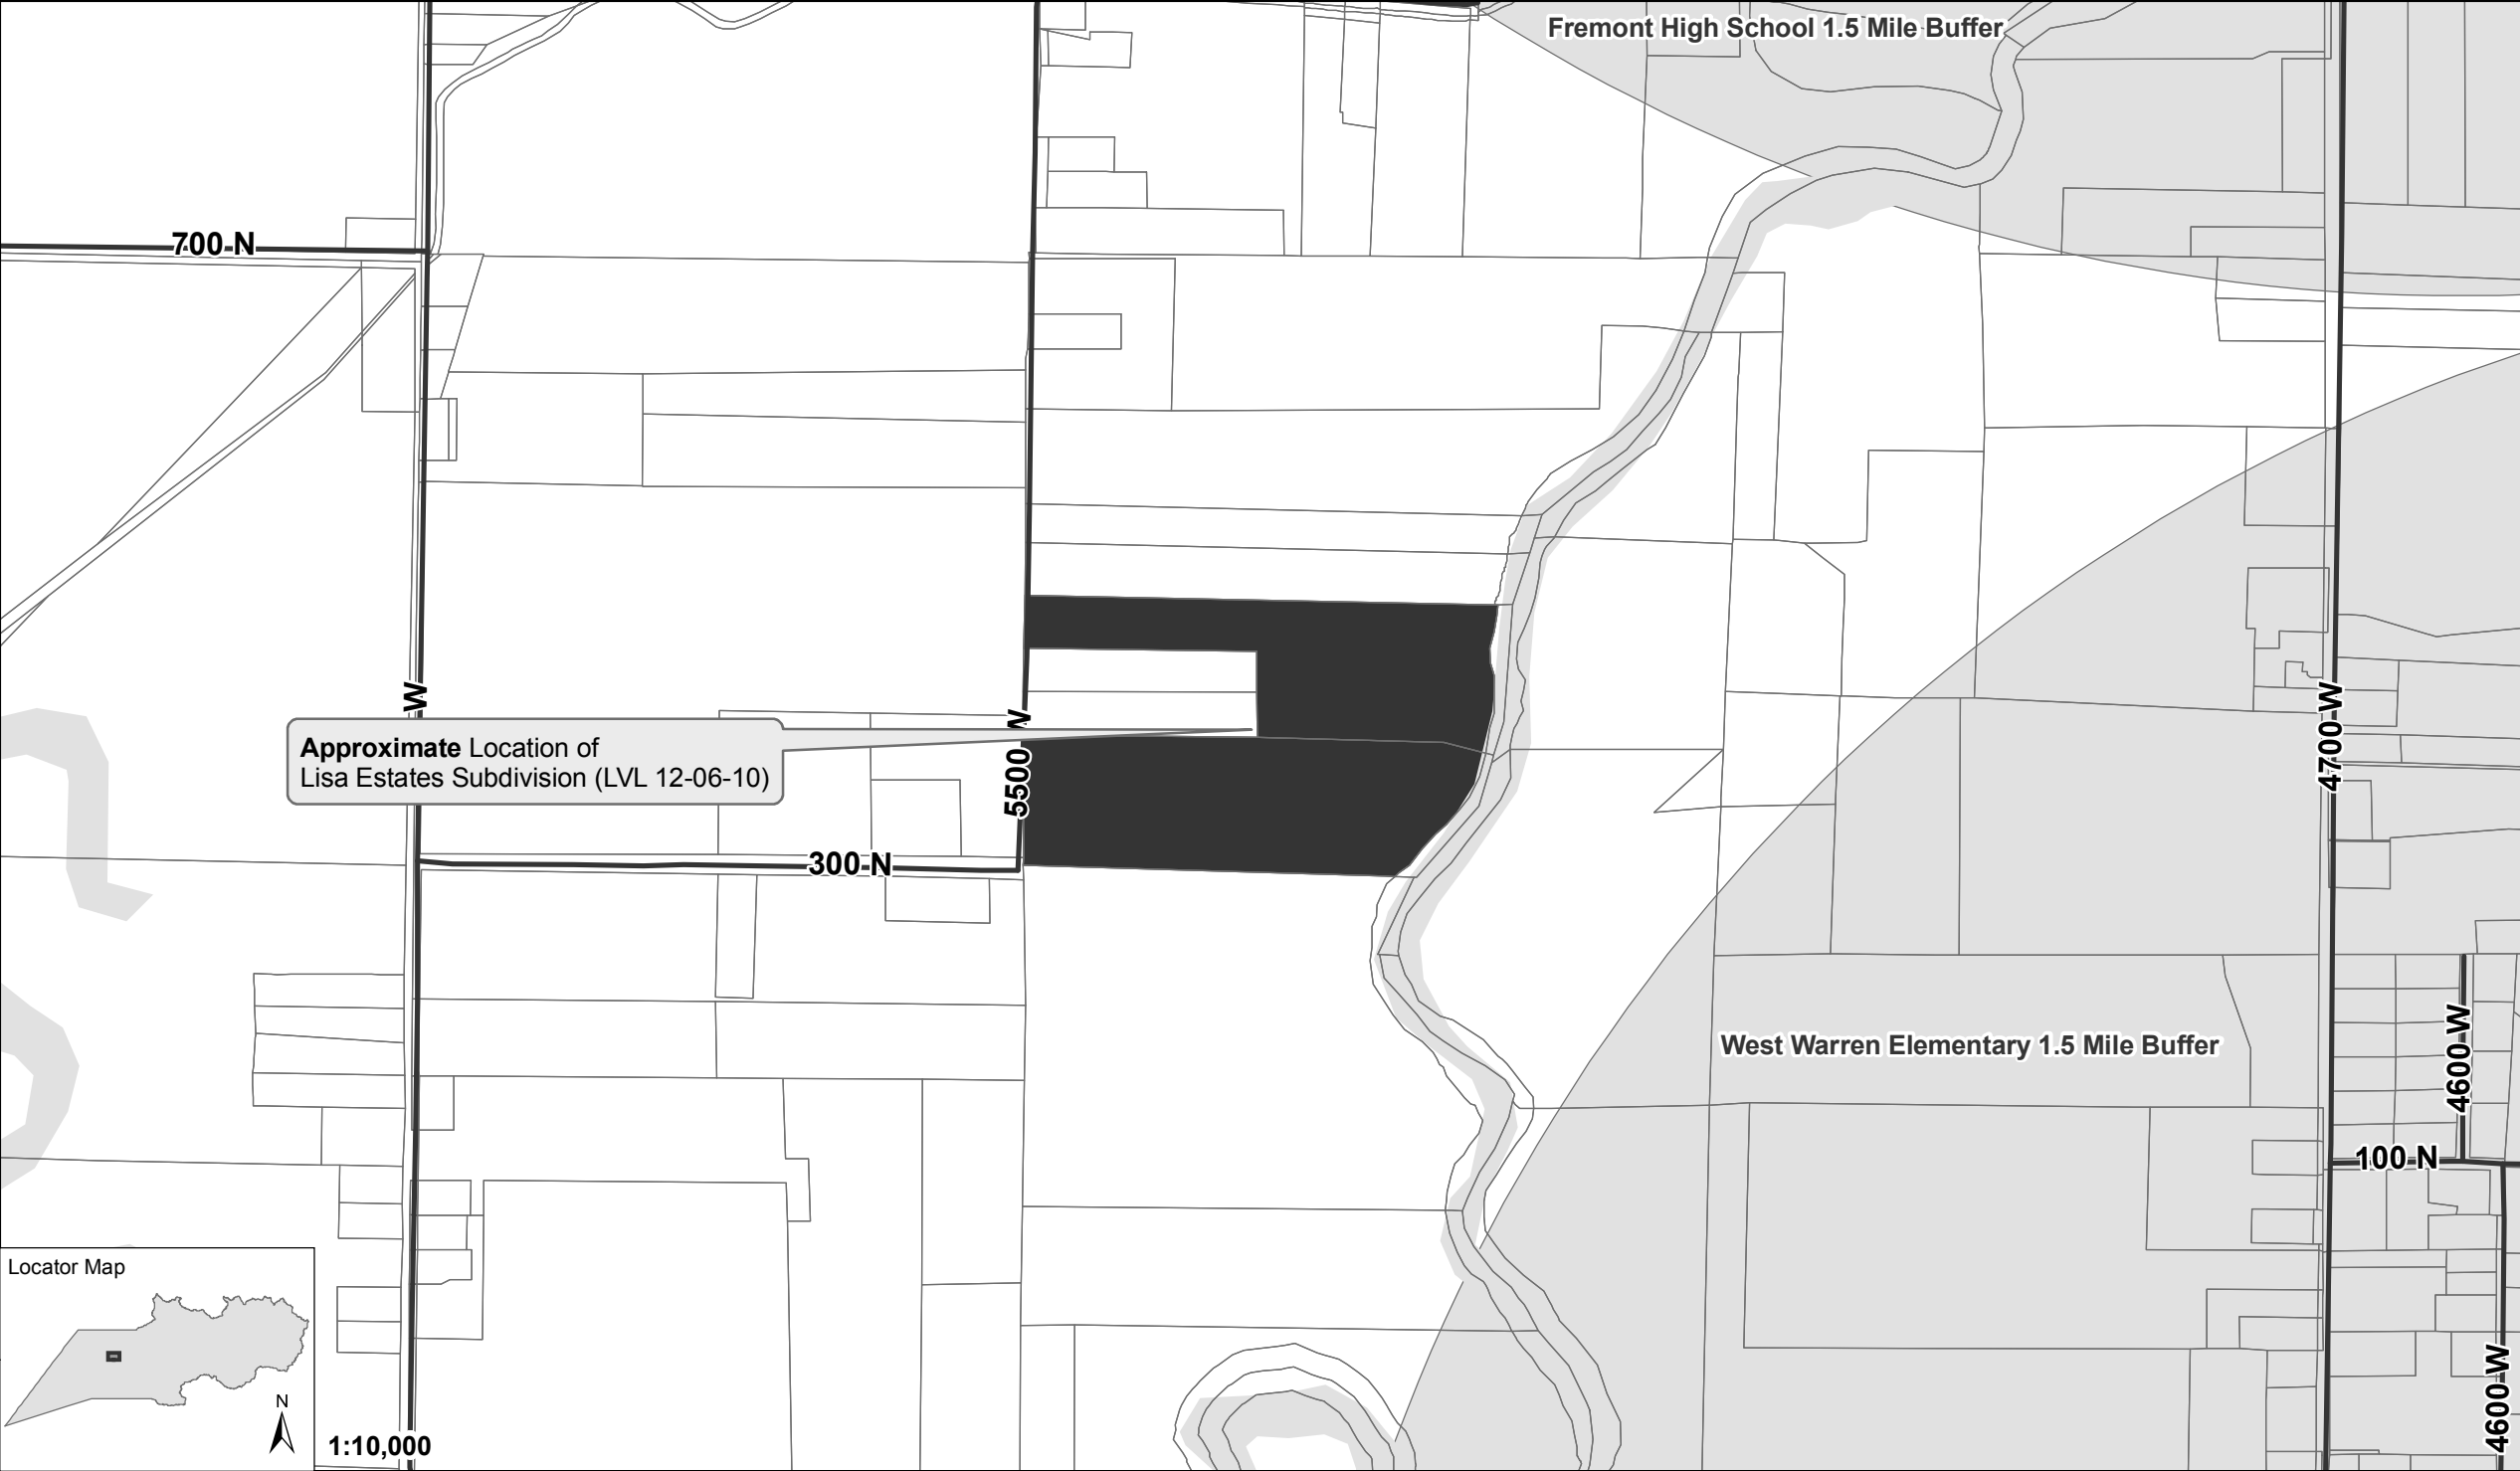 Fremont High School 1.5 Mile Buffer
700 N
W
W
5500
4700 W
Approximate Location of
Lisa Estates Subdivision (LVL 12-06-10)
300 N
West Warren Elementary 1.5 Mile Buffer
4600 W
100 N
Locator Map
N
1:10,000
4600 W